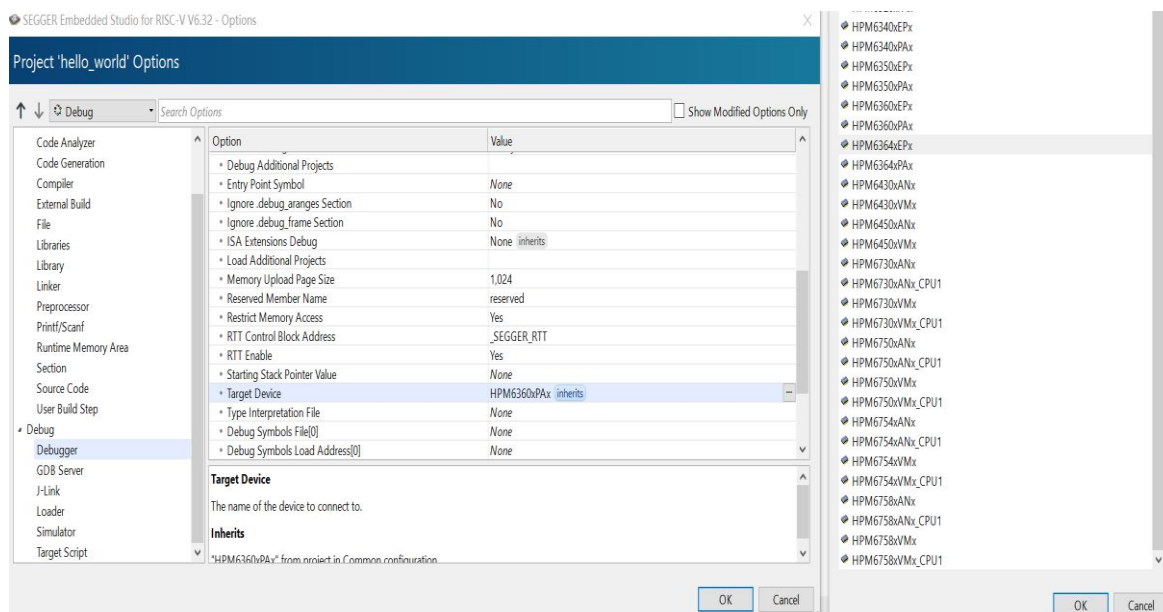 SEGGER Embedded Studio for RISC-V V6.32 - Options
Project 'hello_world' Options
Debug
Search Options
Show Modified Options Only
Code Analyzer
Code Generation
Compiler
External Build
File
Libraries
Library
Linker
Preprocessor
Printf/Scanf
Runtime Memory Area
Section
Source Code
User Build Step
Debug
Debugger
GDB Server
J-Link
Loader
Simulator
Target Script
Option Value
Debug Additional Projects
Entry Point Symbol None
Ignore .debug_aranges Section No
Ignore .debug_frame Section No
ISA Extensions Debug None inherits
Load Additional Projects
Memory Upload Page Size 1,024
Reserved Member Name reserved
Restrict Memory Access Yes
RTT Control Block Address _SEGGER_RTT
RTT Enable Yes
Starting Stack Pointer Value None
Target Device HPM6360xPAx inherits
Type Interpretation File None
Debug Symbols File[0] None
Debug Symbols Load Address[0] None
Target Device
The name of the device to connect to.
Inherits
"HPM6360xPAx" from project in Common configuration
OK Cancel
HPM6340xEPx
HPM6340xPAx
HPM6350xEPx
HPM6350xPAx
HPM6360xEPx
HPM6360xPAx
HPM6364xEPx
HPM6364xPAx
HPM6430xANx
HPM6430xVMx
HPM6450xANx
HPM6450xVMx
HPM6730xANx
HPM6730xANx_CPU1
HPM6730xVMx
HPM6730xVMx_CPU1
HPM6750xANx
HPM6750xANx_CPU1
HPM6750xVMx
HPM6750xVMx_CPU1
HPM6754xANx
HPM6754xANx_CPU1
HPM6754xVMx
HPM6754xVMx_CPU1
HPM6758xANx
HPM6758xANx_CPU1
HPM6758xVMx
HPM6758xVMx_CPU1
OK Cancel